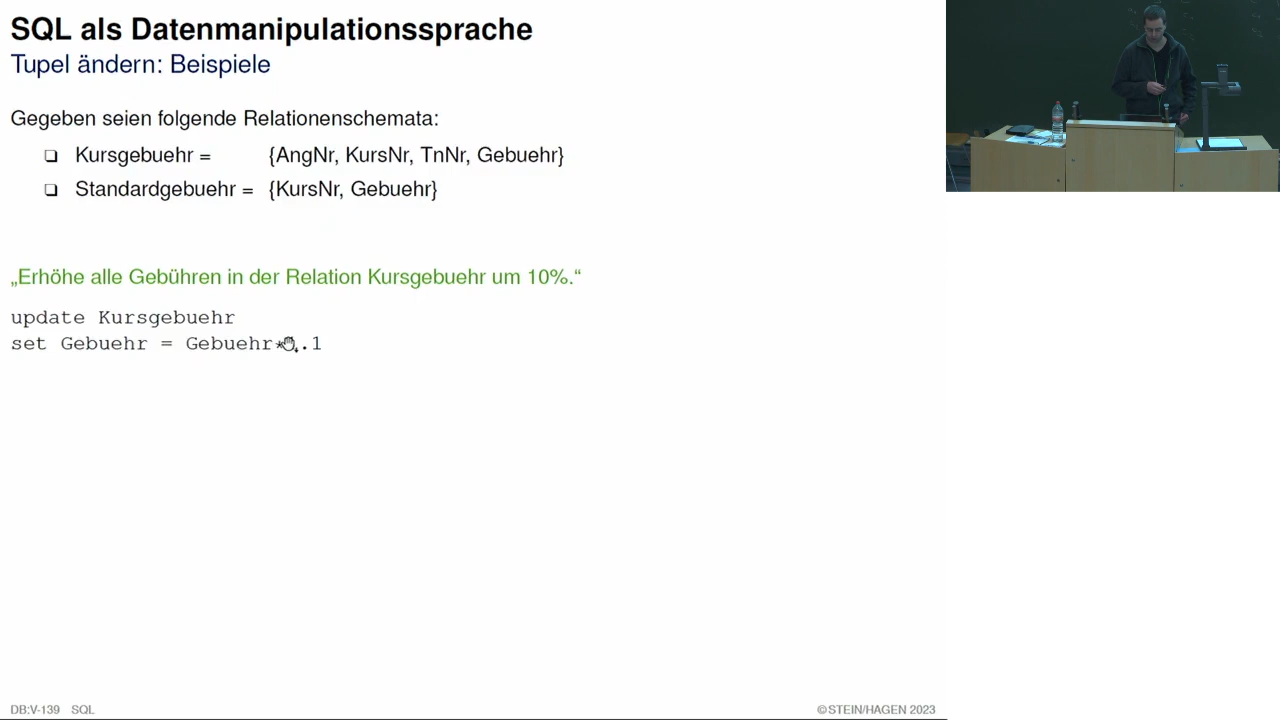 SQL als Datenmanipulationssprache
Tupel ändern: Beispiele
Gegeben seien folgende Relationenschemata:
❏ Kursgebuehr = {AngNr, KursNr, TnNr, Gebuehr}
❏ Standardgebuehr = {KursNr, Gebuehr}
„Erhöhe alle Gebühren in der Relation Kursgebuehr um 10%.“
update Kursgebuehr
set Gebuehr = Gebuehr* .1
DB:V-139 SQL
©STEIN/HAGEN 2023